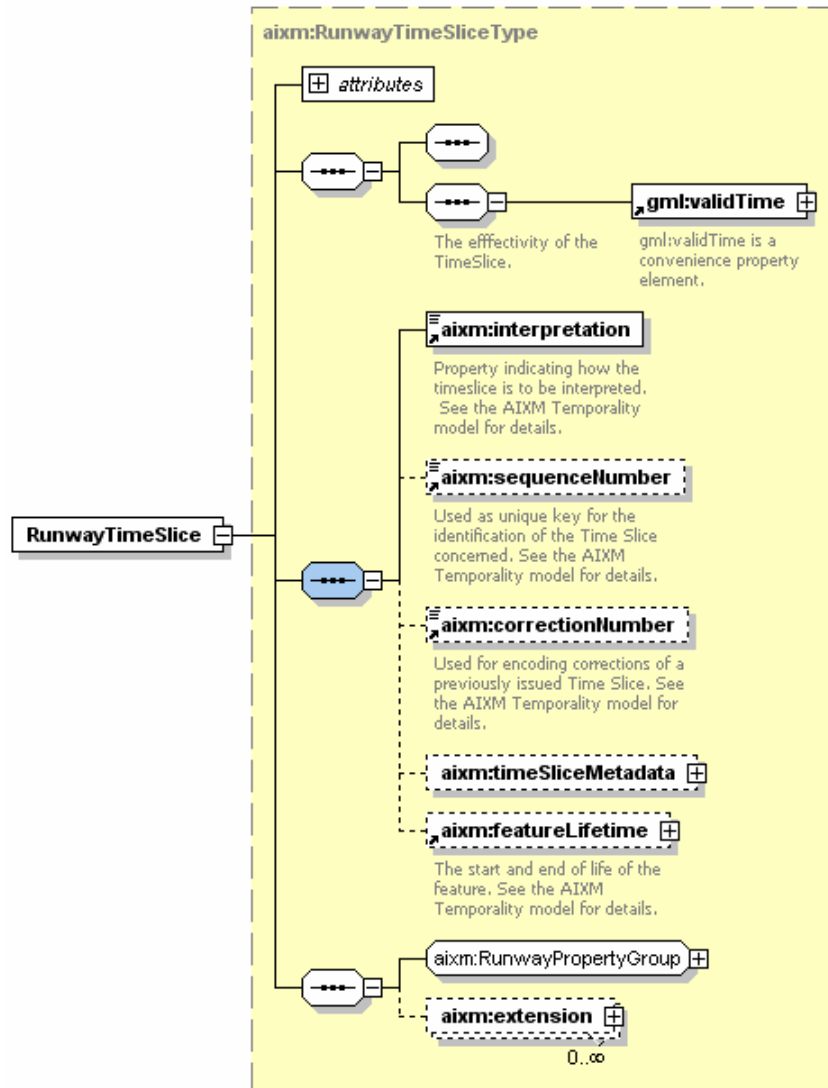 aixm:RunwayTimeSliceType
attributes
gml:validTime
The efffectivity of the
TimeSlice.
gml:validTime is a
convenience property
element.
aixm:interpretation
Property indicating how the
timeslice is to be interpreted.
See the AIXM Temporality
model for details.
aixm:sequenceNumber
Used as unique key for the
identification of the Time Slice
concerned. See the AIXM
Temporality model for details.
RunwayTimeSlice
aixm:correctionNumber
Used for encoding corrections of a
previously issued Time Slice. See
the AIXM Temporality model for
details.
aixm:timeSliceMetadata
aixm:featureLifetime
The start and end of life of the
feature. See the AIXM
Temporality model for details.
aixm:RunwayPropertyGroup
aixm:extension
0..∞